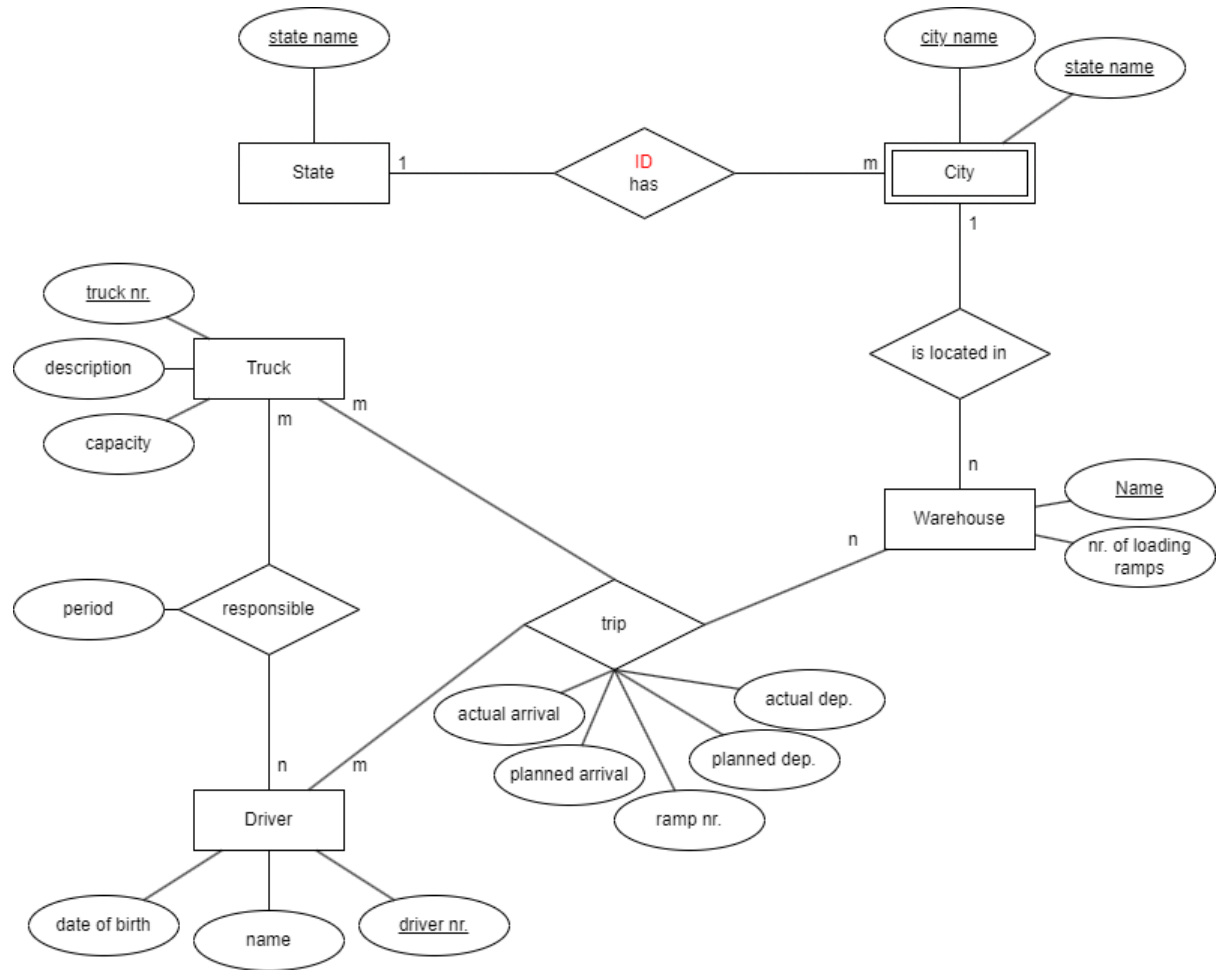 state name
city name
state name
State
1
ID
has
m
City
1
truck nr.
description
Truck
capacity
m
m
is located in
n
Name
Warehouse
nr. of loading
ramps
n
period
responsible
trip
actual arrival
actual dep.
planned arrival
planned dep.
ramp nr.
n
m
Driver
date of birth
name
driver nr.